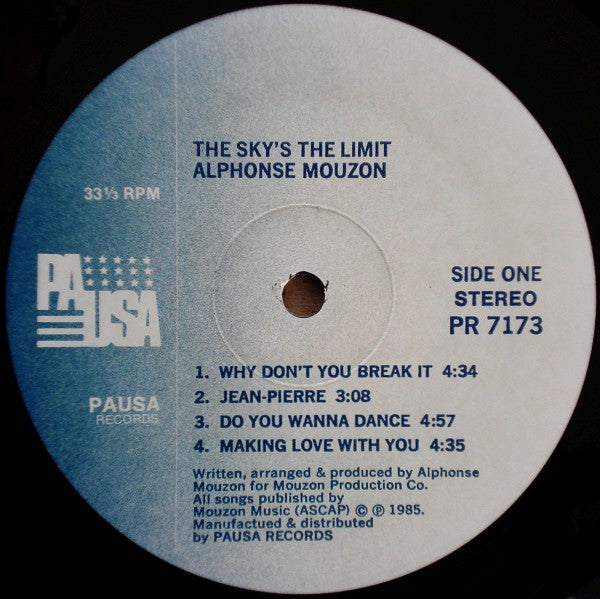 THE SKY'S THE LIMIT
ALPHONSE MOUZON
33⅓ RPM
PAUSA
SIDE ONE
STEREO
PR 7173
PAUSA
RECORDS
1. WHY DON'T YOU BREAK IT 4:34
2. JEAN-PIERRE 3:08
3. DO YOU WANNA DANCE 4:57
4. MAKING LOVE WITH YOU 4:35
Written, arranged & produced by Alphonse
Mouzon for Mouzon Production Co.
All songs published by
Mouzon Music (ASCAP) © ℗ 1985.
Manufactued & distributed
by PAUSA RECORDS